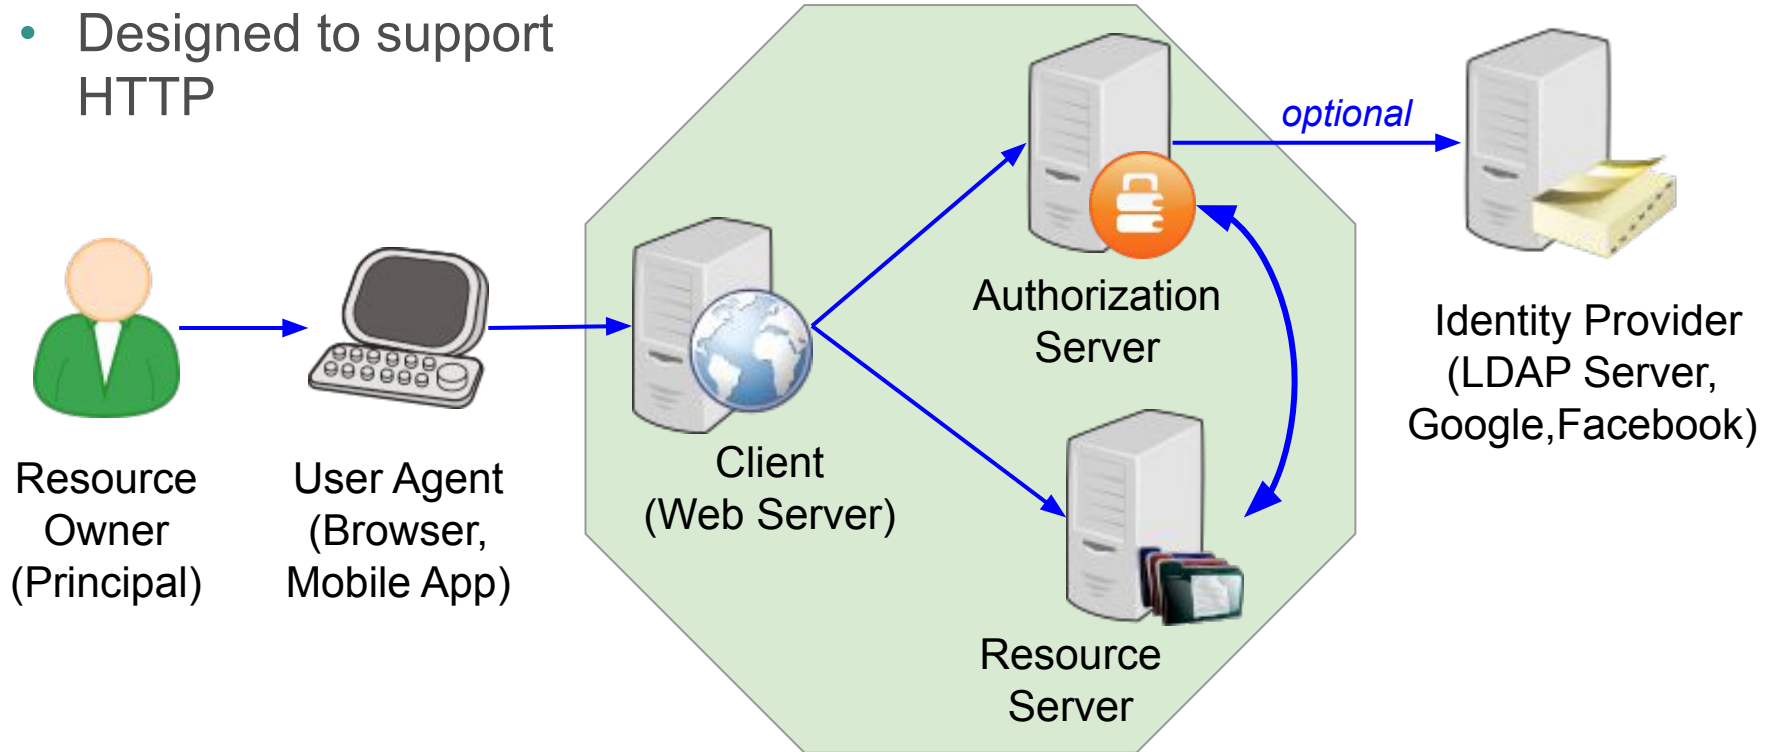 • Designed to support
HTTP
optional
Authorization
Server
Identity Provider
(LDAP Server,
Google,Facebook)
Resource
Owner
(Principal)
User Agent
(Browser,
Mobile App)
Client
(Web Server)
Resource
Server